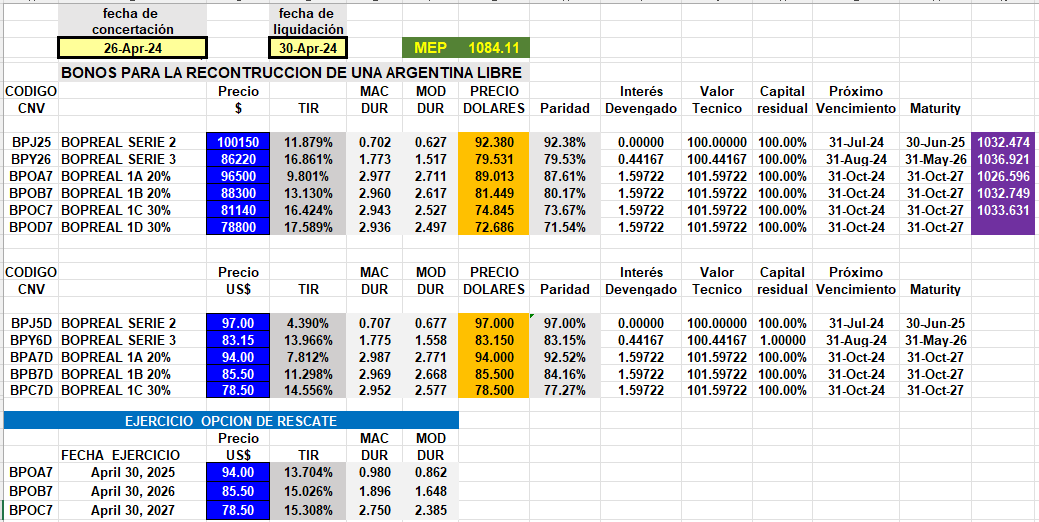 fecha de fecha de
concertación liquidación
26-Apr-24 30-Apr-24 MEP 1084.11
BONOS PARA LA RECONTRUCCION DE UNA ARGENTINA LIBRE
CODIGO Precio MAC MOD PRECIO Interés Valor Capital Próximo
CNV $ TIR DUR DUR DOLARES Paridad Devengado Tecnico residual Vencimiento Maturity
BPJ25 BOPREAL SERIE 2 100150 11.879% 0.702 0.627 92.380 92.38% 0.00000 100.00000 100.00% 31-Jul-24 30-Jun-25 1032.474
BPY26 BOPREAL SERIE 3 86220 16.861% 1.773 1.517 79.531 79.53% 0.44167 100.44167 100.00% 31-Aug-24 31-May-26 1036.921
BPOA7 BOPREAL 1A 20% 96500 9.801% 2.977 2.711 89.013 87.61% 1.59722 101.59722 100.00% 31-Oct-24 31-Oct-27 1026.596
BPOB7 BOPREAL 1B 20% 88300 13.130% 2.960 2.617 81.449 80.17% 1.59722 101.59722 100.00% 31-Oct-24 31-Oct-27 1032.749
BPOC7 BOPREAL 1C 30% 81140 16.424% 2.943 2.527 74.845 73.67% 1.59722 101.59722 100.00% 31-Oct-24 31-Oct-27 1033.631
BPOD7 BOPREAL 1D 30% 78800 17.589% 2.936 2.497 72.686 71.54% 1.59722 101.59722 100.00% 31-Oct-24 31-Oct-27
CODIGO Precio MAC MOD PRECIO Interés Valor Capital Próximo
CNV US$ TIR DUR DUR DOLARES Paridad Devengado Tecnico residual Vencimiento Maturity
BPJ5D BOPREAL SERIE 2 97.00 4.390% 0.707 0.677 97.000 97.00% 0.00000 100.00000 100.00% 31-Jul-24 30-Jun-25
BPY6D BOPREAL SERIE 3 83.15 13.966% 1.775 1.558 83.150 83.15% 0.44167 100.44167 1.00000 31-Aug-24 31-May-26
BPA7D BOPREAL 1A 20% 94.00 7.812% 2.987 2.771 94.000 92.52% 1.59722 101.59722 100.00% 31-Oct-24 31-Oct-27
BPB7D BOPREAL 1B 20% 85.50 11.298% 2.969 2.668 85.500 84.16% 1.59722 101.59722 100.00% 31-Oct-24 31-Oct-27
BPC7D BOPREAL 1C 30% 78.50 14.556% 2.952 2.577 78.500 77.27% 1.59722 101.59722 100.00% 31-Oct-24 31-Oct-27
EJERCICIO OPCION DE RESCATE
Precio MAC MOD
FECHA EJERCICIO US$ TIR DUR DUR
BPOA7 April 30, 2025 94.00 13.704% 0.980 0.862
BPOB7 April 30, 2026 85.50 15.026% 1.896 1.648
BPOC7 April 30, 2027 78.50 15.308% 2.750 2.385